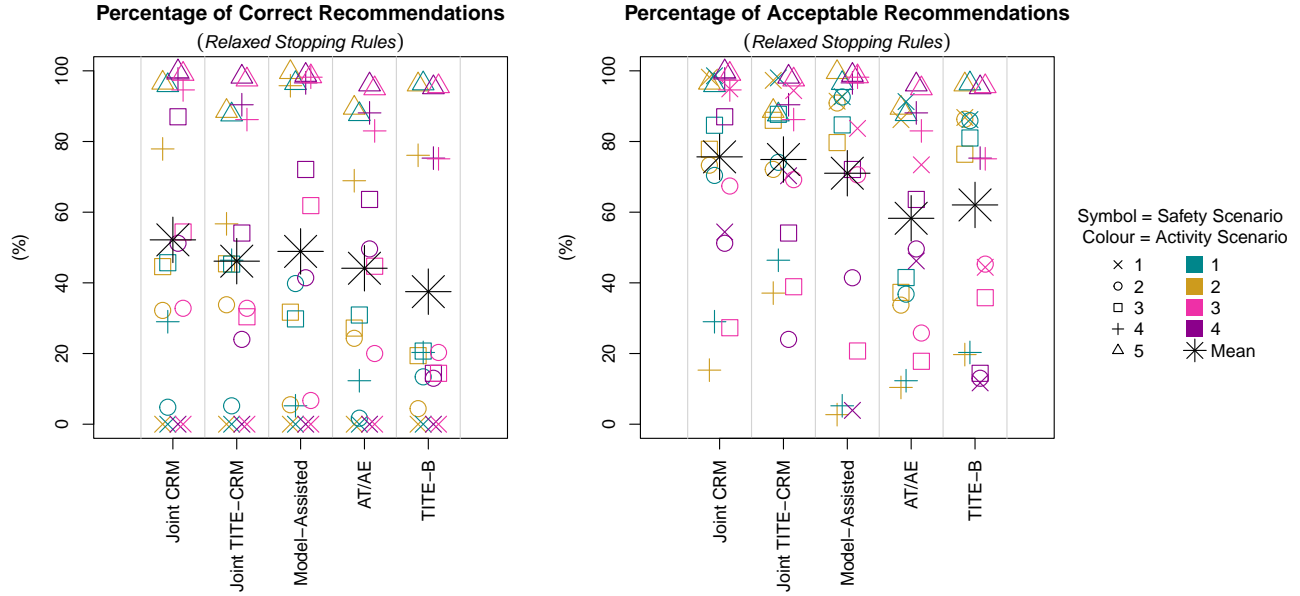 Percentage of Correct Recommendations
(Relaxed Stopping Rules)
(%)
100
80
60
40
20
0
Joint CRM
Joint TITE−CRM
Model−Assisted
AT/AE
TITE−B
Percentage of Acceptable Recommendations
(Relaxed Stopping Rules)
(%)
100
80
60
40
20
0
Joint CRM
Joint TITE−CRM
Model−Assisted
AT/AE
TITE−B
Symbol = Safety Scenario
Colour = Activity Scenario
1 1
2 2
3 3
4 4
5 Mean